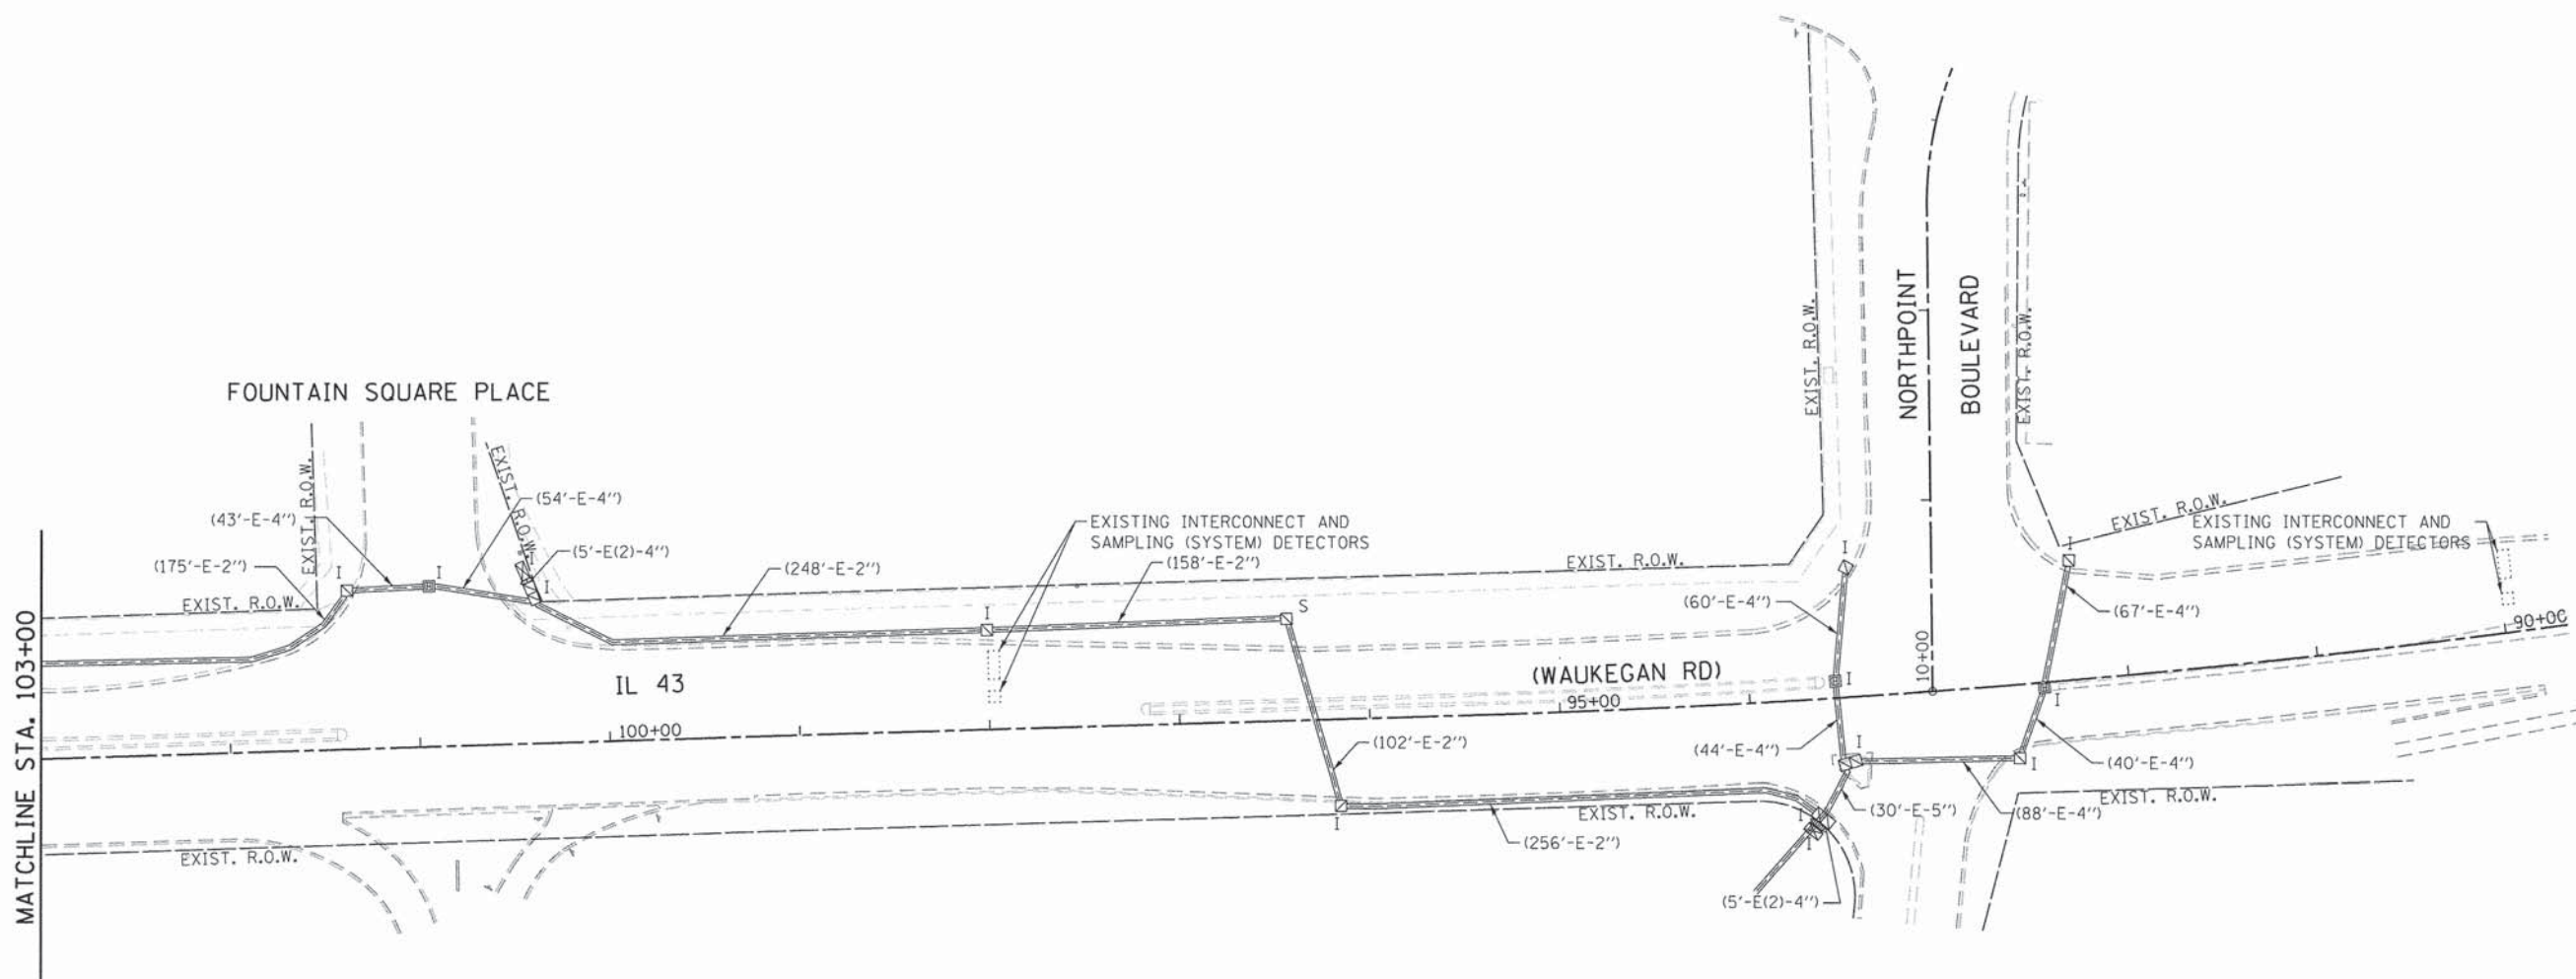 FOUNTAIN SQUARE PLACE
EXIST. R.O.W.
EXIST. R.O.W.
(43'-E-4")
(54'-E-4")
(175'-E-2")
(5'-E(2)-4")
I
I
I
I
EXIST. R.O.W.
(248'-E-2")
EXISTING INTERCONNECT AND
SAMPLING (SYSTEM) DETECTORS
(158'-E-2")
I
S
EXIST. R.O.W.
MATCHLINE STA. 103+00
IL 43
100+00
(102'-E-2")
I
EXIST. R.O.W.
(WAUKEGAN RD)
95+00
(256'-E-2")
EXIST. R.O.W.
EXIST. R.O.W.
NORTHPOINT
BOULEVARD
EXIST. R.O.W.
I
I
EXIST. R.O.W.
EXISTING INTERCONNECT AND
SAMPLING (SYSTEM) DETECTORS
(60'-E-4")
I
10+00
I
(67'-E-4")
90+00
(44'-E-4")
I
I
(40'-E-4")
(30'-E-5")
(88'-E-4")
EXIST. R.O.W.
I
I
(5'-E(2)-4")